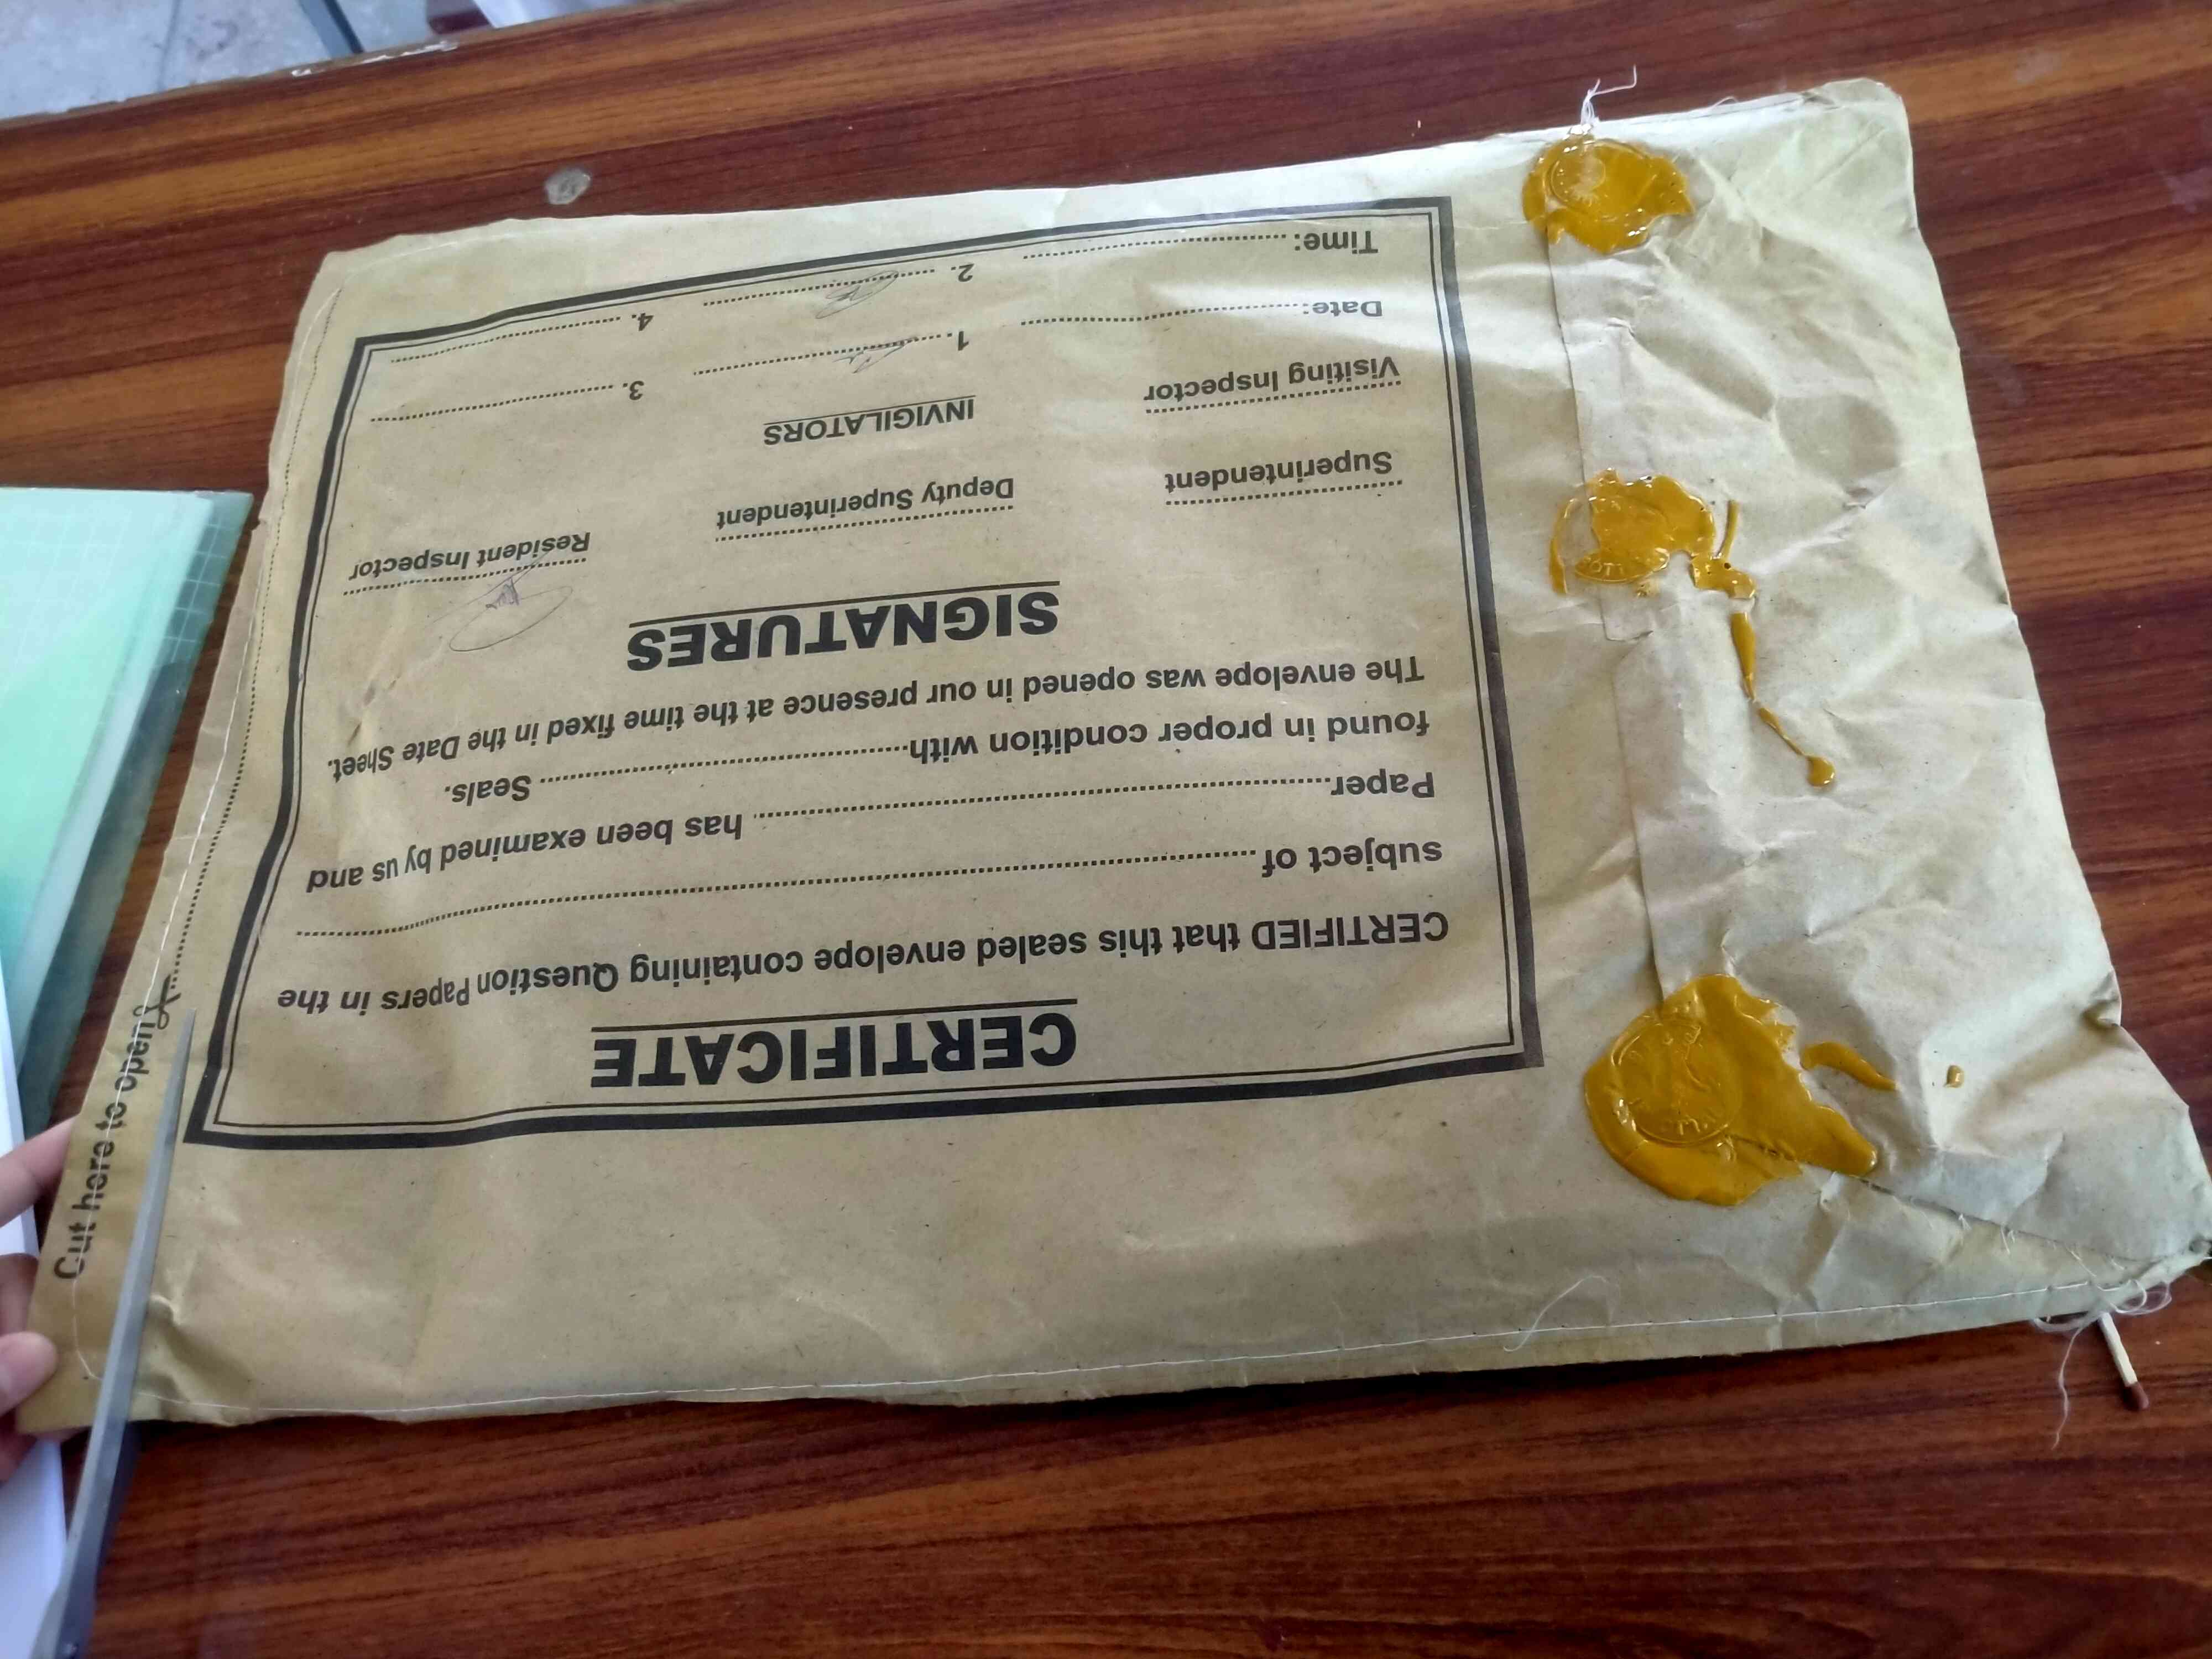 CERTIFICATE
CERTIFIED that this sealed envelope containing Question Papers in the
subject of ........................................
Paper........................................ has been examined by us and
found in proper condition with........................................ Seals.
The envelope was opened in our presence at the time fixed in the Date Sheet.
SIGNATURES
Superintendent Deputy Superintendent Resident Inspector
Visiting Inspector INVIGILATORS
Date:........................ 1......................... 3. ........................
Time:........................ 2. ........................ 4. ........................
Cut here to open